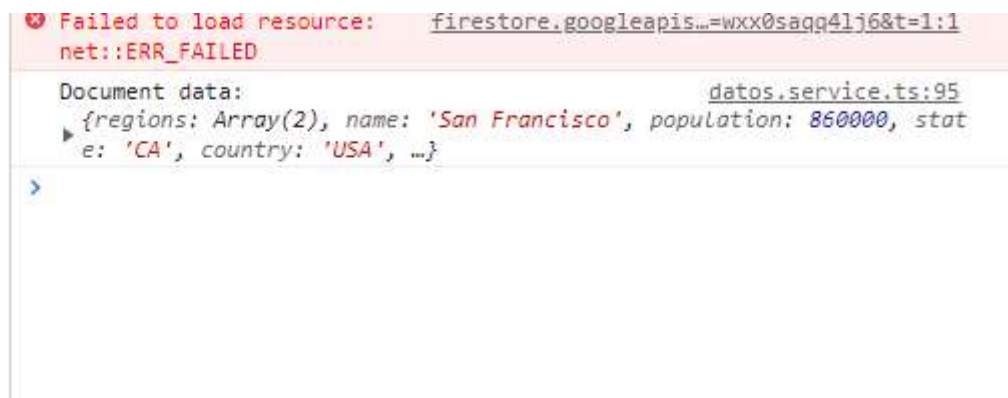 Failed to load resource: firestore.googleapis…=wxx0saqq4lj6&t=1:1
net::ERR_FAILED
Document data: datos.service.ts:95
{regions: Array(2), name: 'San Francisco', population: 860000, stat
e: 'CA', country: 'USA', …}